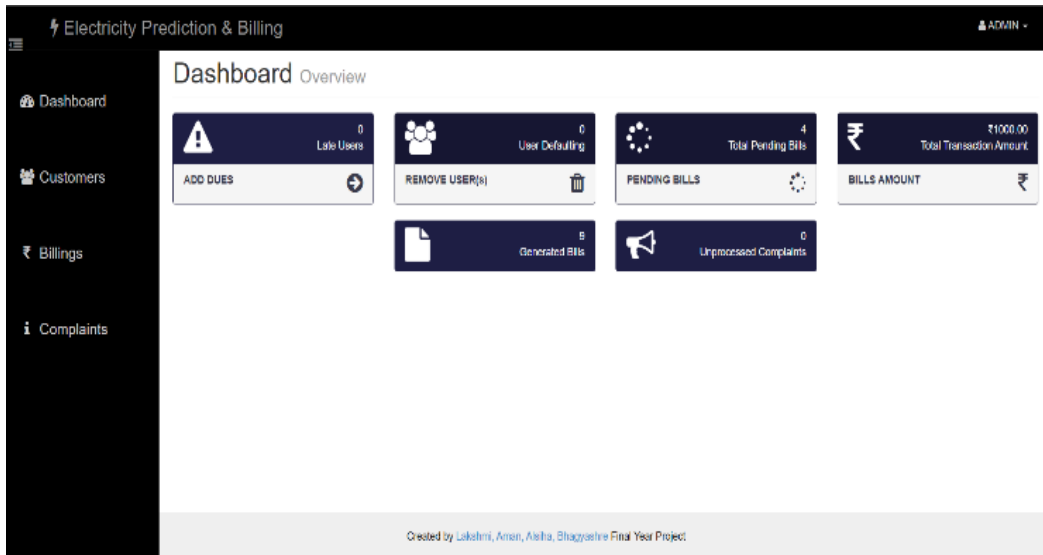 Electricity Prediction & Billing
ADMIN
Dashboard Overview
Dashboard
Customers
₹ Billings
Complaints
0
Late Users
ADD DUES
0
User Defaulting
REMOVE USER(s)
4
Total Pending Bills
PENDING BILLS
₹
₹1000.00
Total Transaction Amount
BILLS AMOUNT ₹
9
Generated Bills
0
Unprocessed Complaints
Created by Lakshmi, Aman, Bhagyashre Final Year Project